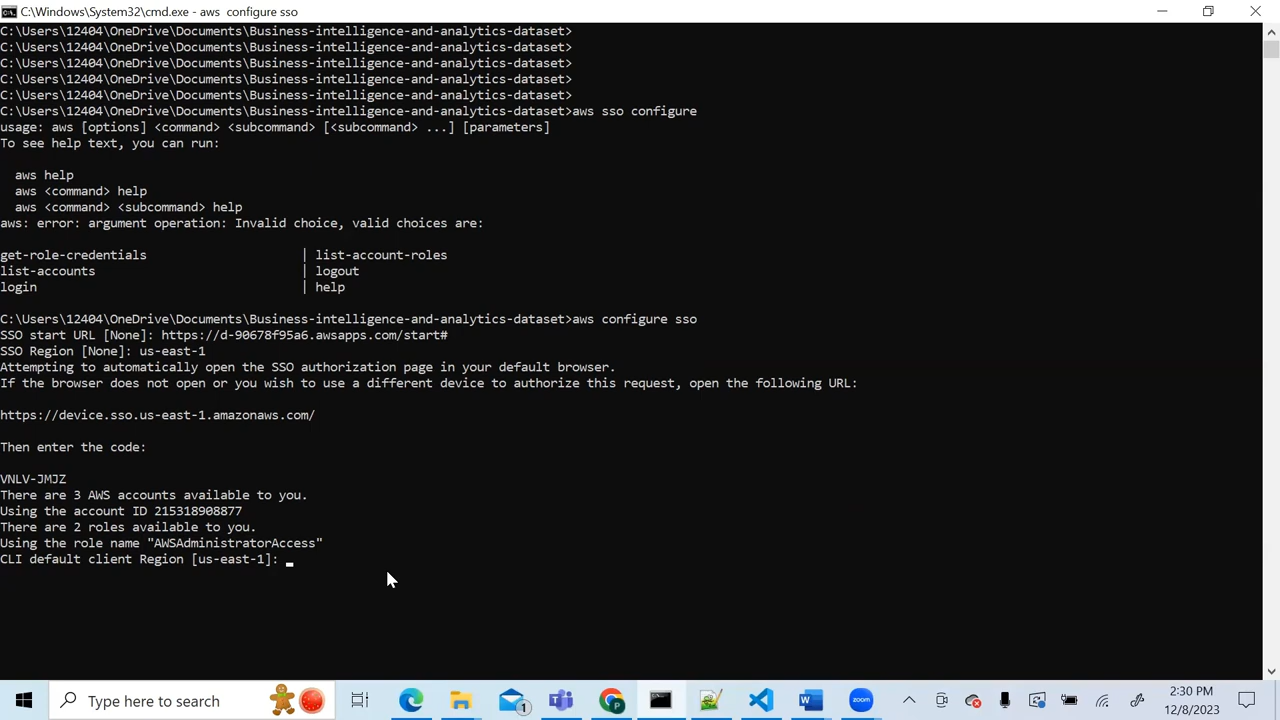 C:\Windows\System32\cmd.exe - aws  configure sso
C:\Users\12404\OneDrive\Documents\Business-intelligence-and-analytics-dataset>
C:\Users\12404\OneDrive\Documents\Business-intelligence-and-analytics-dataset>
C:\Users\12404\OneDrive\Documents\Business-intelligence-and-analytics-dataset>
C:\Users\12404\OneDrive\Documents\Business-intelligence-and-analytics-dataset>
C:\Users\12404\OneDrive\Documents\Business-intelligence-and-analytics-dataset>
C:\Users\12404\OneDrive\Documents\Business-intelligence-and-analytics-dataset>aws sso configure
usage: aws [options] <command> <subcommand> [<subcommand> ...] [parameters]
To see help text, you can run:
aws help
aws <command> help
aws <command> <subcommand> help
aws: error: argument operation: Invalid choice, valid choices are:
get-role-credentials | list-account-roles
list-accounts | logout
login | help
C:\Users\12404\OneDrive\Documents\Business-intelligence-and-analytics-dataset>aws configure sso
SSO start URL [None]: https://d-90678f95a6.awsapps.com/start#
SSO Region [None]: us-east-1
Attempting to automatically open the SSO authorization page in your default browser.
If the browser does not open or you wish to use a different device to authorize this request, open the following URL:
https://device.sso.us-east-1.amazonaws.com/
Then enter the code:
VNLV-JMJZ
There are 3 AWS accounts available to you.
Using the account ID 215318908877
There are 2 roles available to you.
Using the role name "AWSAdministratorAccess"
CLI default client Region [us-east-1]:
Type here to search
1
P
W
zoom
2:30 PM
12/8/2023